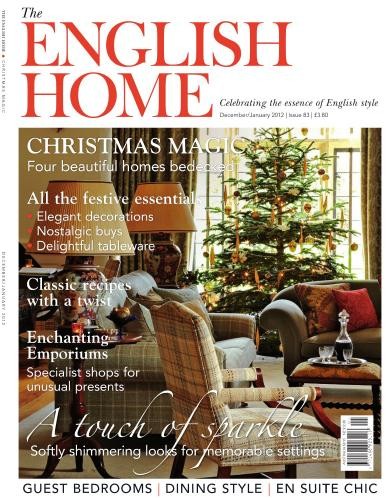 The
ENGLISH
HOME
Celebrating the essence of English style
December/January 2012 | Issue 83 | £3.60
CHRISTMAS MAGIC
Four beautiful homes bedecked
All the festive essentials
• Elegant decorations
• Nostalgic buys
• Delightful tableware
Classic recipes
with a twist
Enchanting
Emporiums
Specialist shops for
unusual presents
A touch of sparkle
Softly shimmering looks for memorable settings
GUEST BEDROOMS | DINING STYLE | EN SUITE CHIC